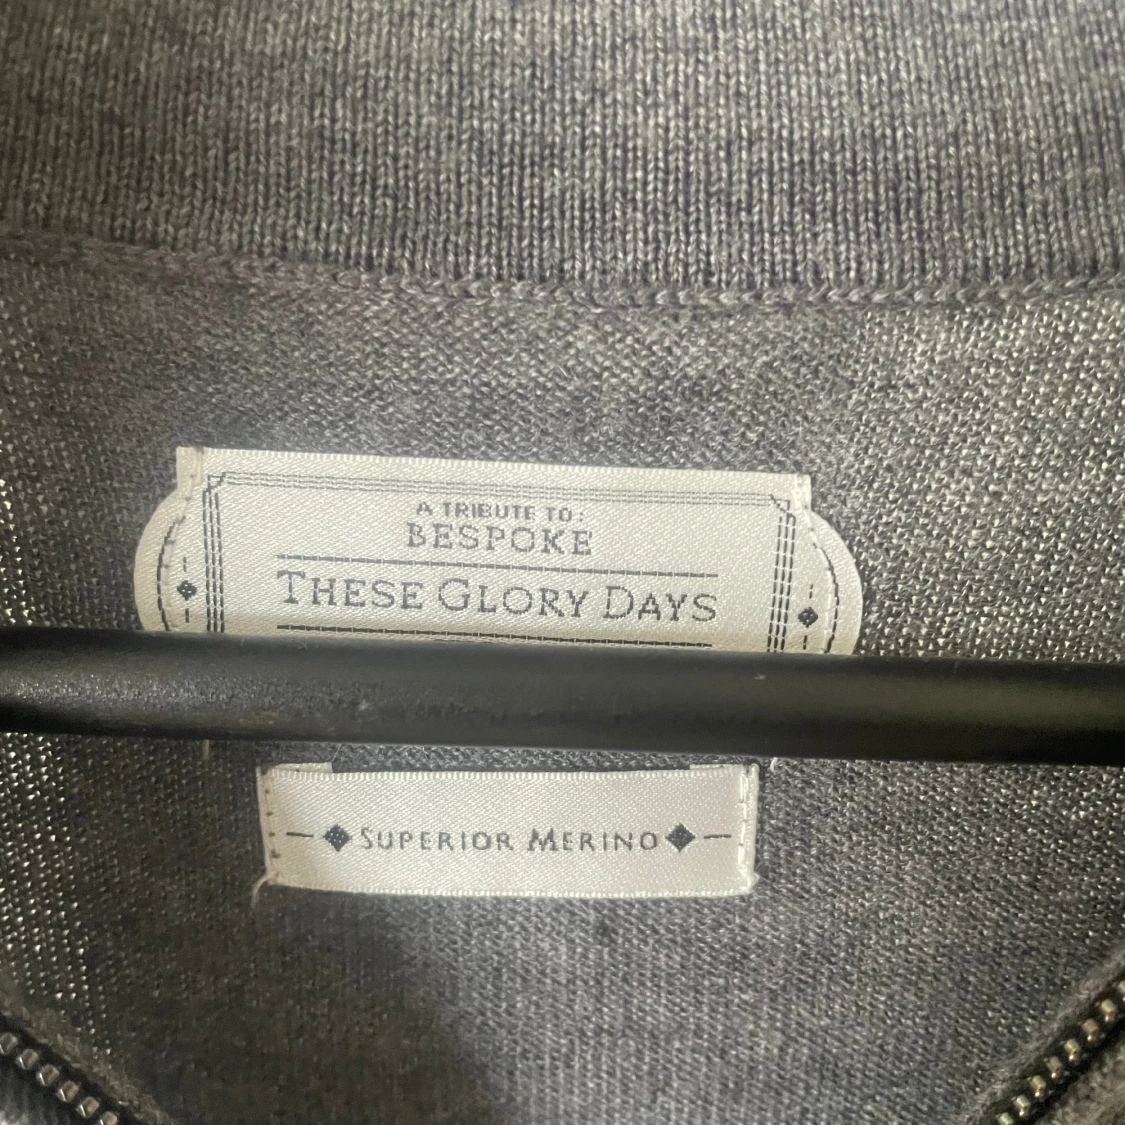 A TRIBUTE TO:
BESPOKE
THESE GLORY DAYS
SUPERIOR MERINO